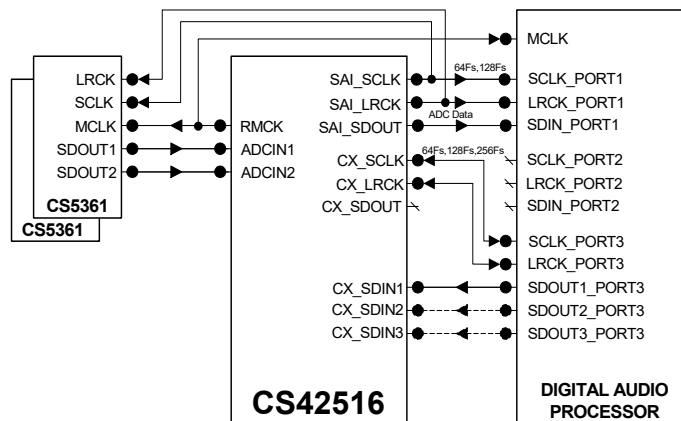 MCLK
LRCK
SCLK
MCLK
SDOUT1
SDOUT2
CS5361
CS5361
RMCK
ADCIN1
ADCIN2
SAI_SCLK
SAI_LRCK
SAI_SDOUT
CX_SCLK
CX_LRCK
CX_SDOUT
CX_SDIN1
CX_SDIN2
CX_SDIN3
CS42516
64Fs,128Fs
ADC Data
64Fs,128Fs,256Fs
SCLK_PORT1
LRCK_PORT1
SDIN_PORT1
SCLK_PORT2
LRCK_PORT2
SDIN_PORT2
SCLK_PORT3
LRCK_PORT3
SDOUT1_PORT3
SDOUT2_PORT3
SDOUT3_PORT3
DIGITAL AUDIO
PROCESSOR